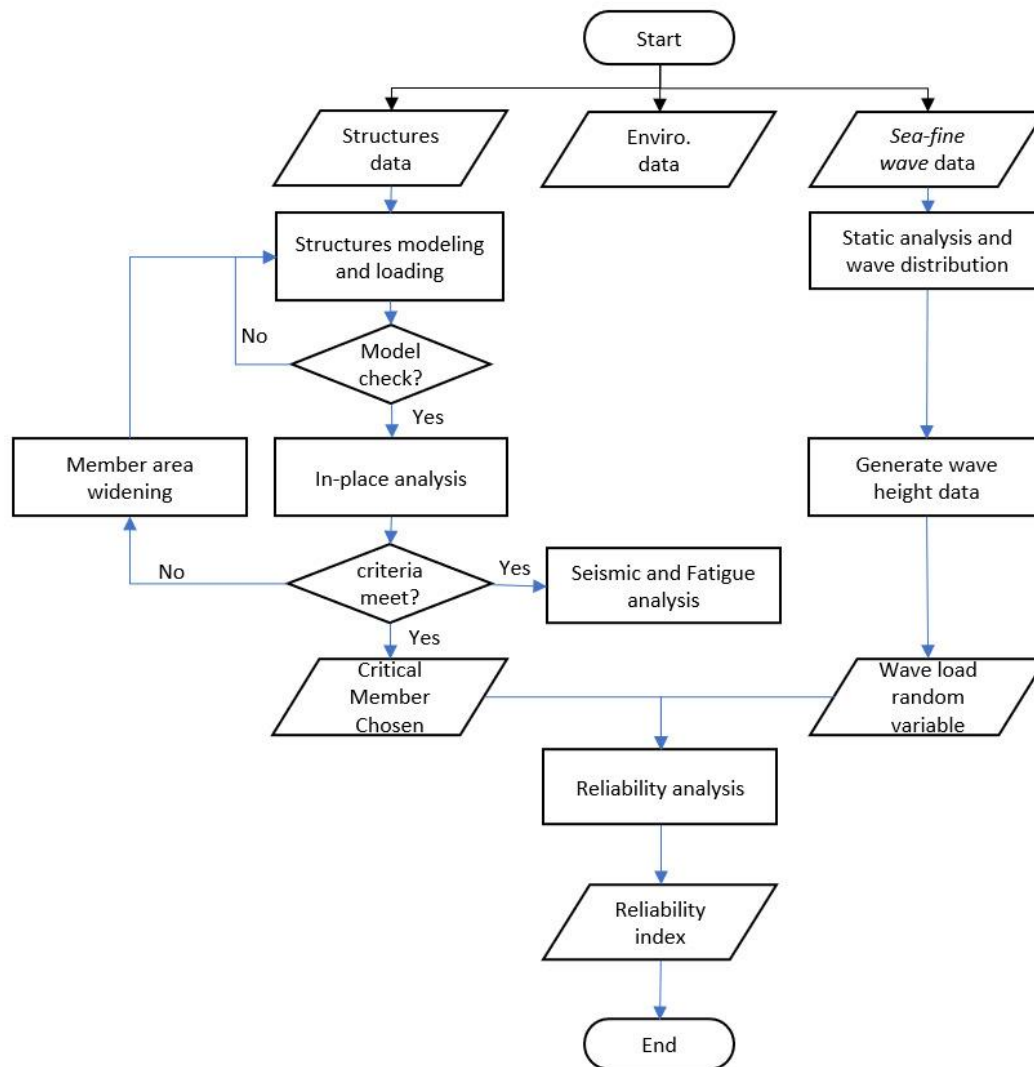 Start
Structures
data
Enviro.
data
Sea-fine
wave data
Structures modeling
and loading
Static analysis and
wave distribution
No
Model
check?
Yes
Member area
widening
In-place analysis
Generate wave
height data
No
criteria
meet?
Yes
Seismic and Fatigue
analysis
Yes
Critical
Member
Chosen
Wave load
random
variable
Reliability analysis
Reliability
index
End